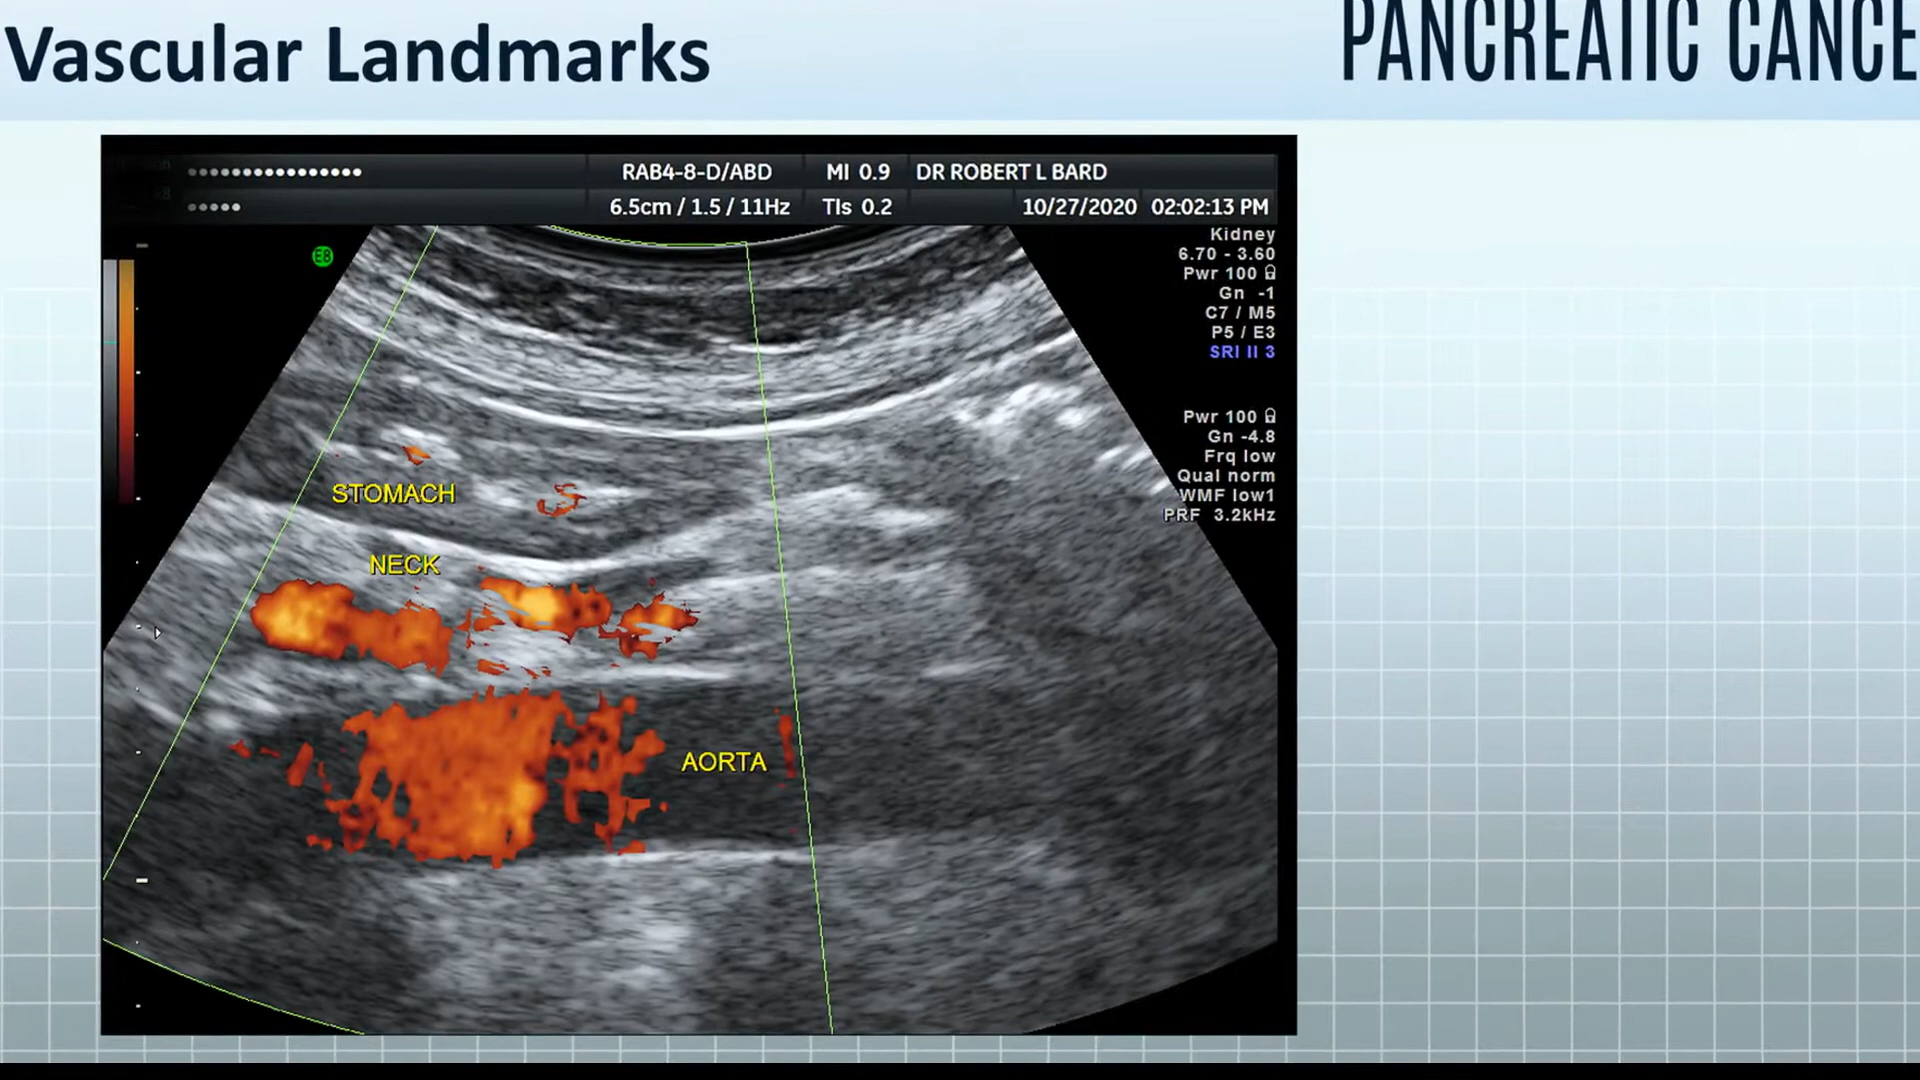 Vascular Landmarks
PANCREATIC CANCE
RAB4-8-D/ABD
MI 0.9
DR ROBERT L BARD
6.5cm / 1.5 / 11Hz
TIs 0.2
10/27/2020 02:02:13 PM
E8
Kidney
6.70 - 3.60
Pwr 100
Gn -1
C7 / M5
P5 / E3
SRI II 3
Pwr 100
Gn -4.8
Frq low
Qual norm
WMF low1
PRF 3.2kHz
STOMACH
NECK
AORTA